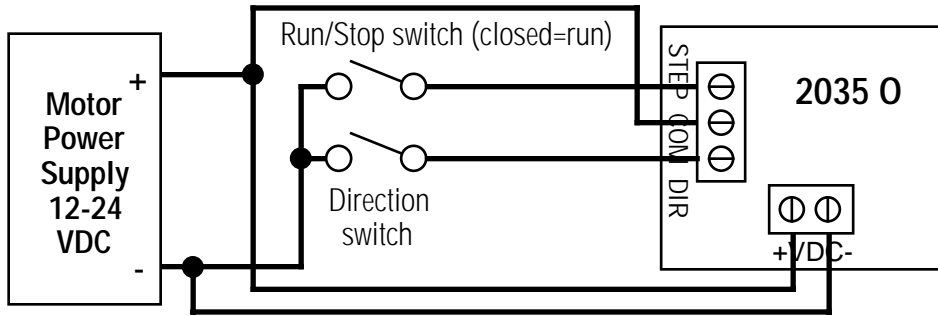 Run/Stop switch (closed=run)
+
Motor
Power
Supply
12-24
VDC
-
Direction
switch
STEP COM DIR
2035 O
+VDC-